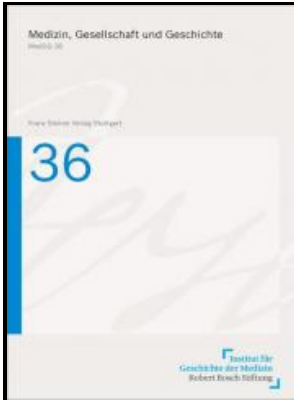 Medizin, Gesellschaft und Geschichte
MedGG 36
Franz Steiner Verlag Stuttgart
36
Institut für
Geschichte der Medizin
Robert Bosch Stiftung